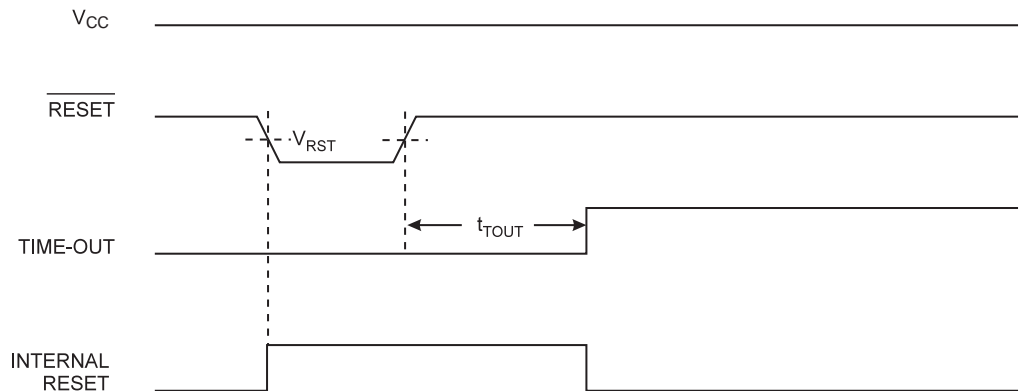 VCC
RESET
VRST
tTOUT
TIME-OUT
INTERNAL
RESET